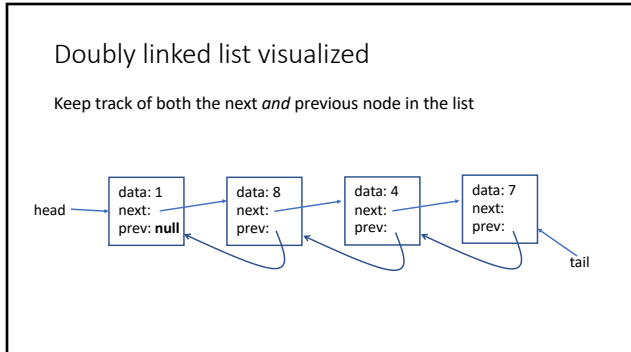 Doubly linked list visualized
Keep track of both the next and previous node in the list
head
data: 1
next:
prev: null
data: 8
next:
prev:
data: 4
next:
prev:
data: 7
next:
prev:
tail